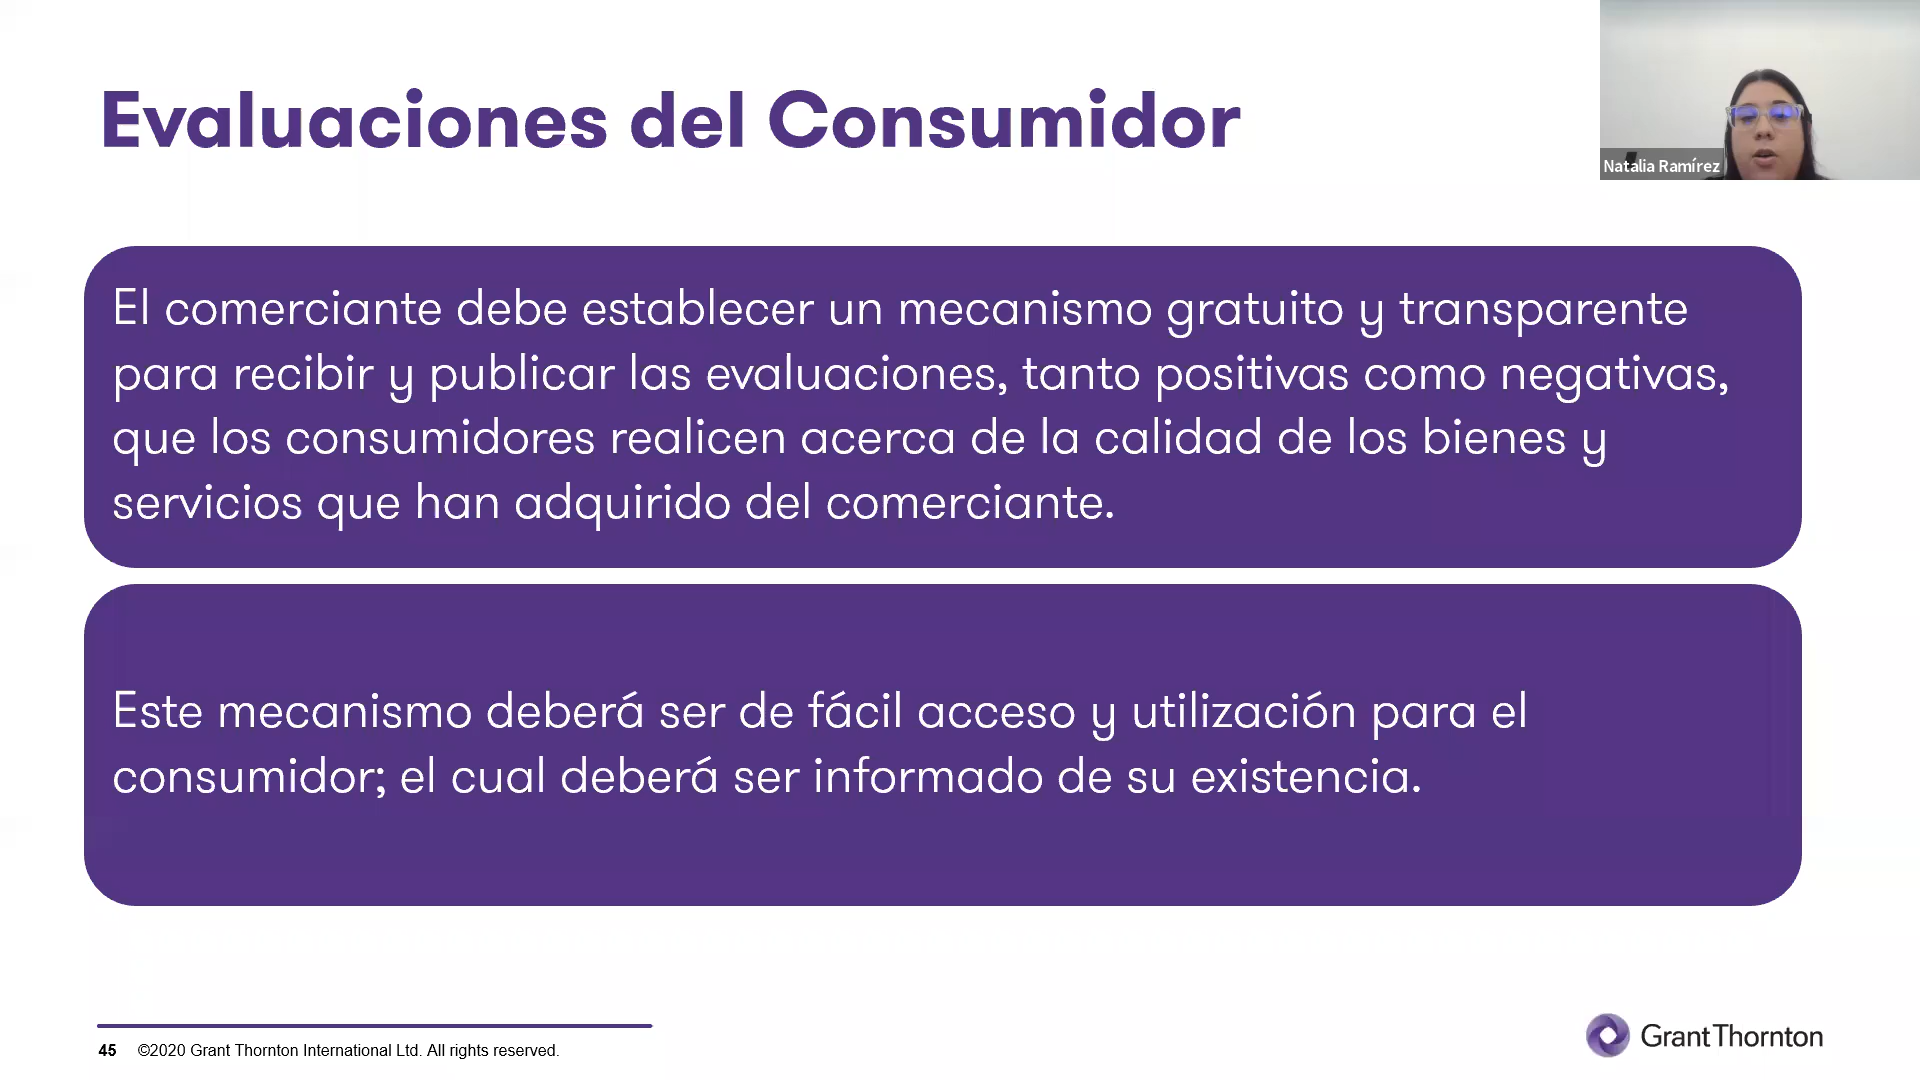 Evaluaciones del Consumidor
Natalia Ramírez
El comerciante debe establecer un mecanismo gratuito y transparente
para recibir y publicar las evaluaciones, tanto positivas como negativas,
que los consumidores realicen acerca de la calidad de los bienes y
servicios que han adquirido del comerciante.
Este mecanismo deberá ser de fácil acceso y utilización para el
consumidor; el cual deberá ser informado de su existencia.
45 ©2020 Grant Thornton International Ltd. All rights reserved.
GrantThornton